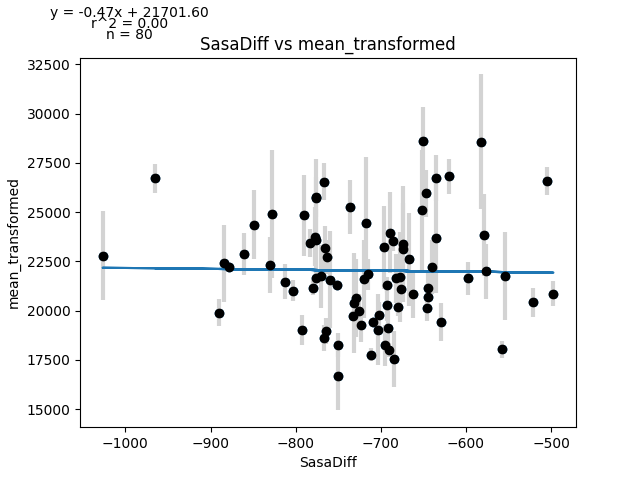 y = -0.47x + 21701.60
r^2 = 0.00
n = 80
SasaDiff vs mean_transformed
mean_transformed
32500
30000
27500
25000
22500
20000
17500
15000
−1000
−900
−800
−700
−600
−500
SasaDiff